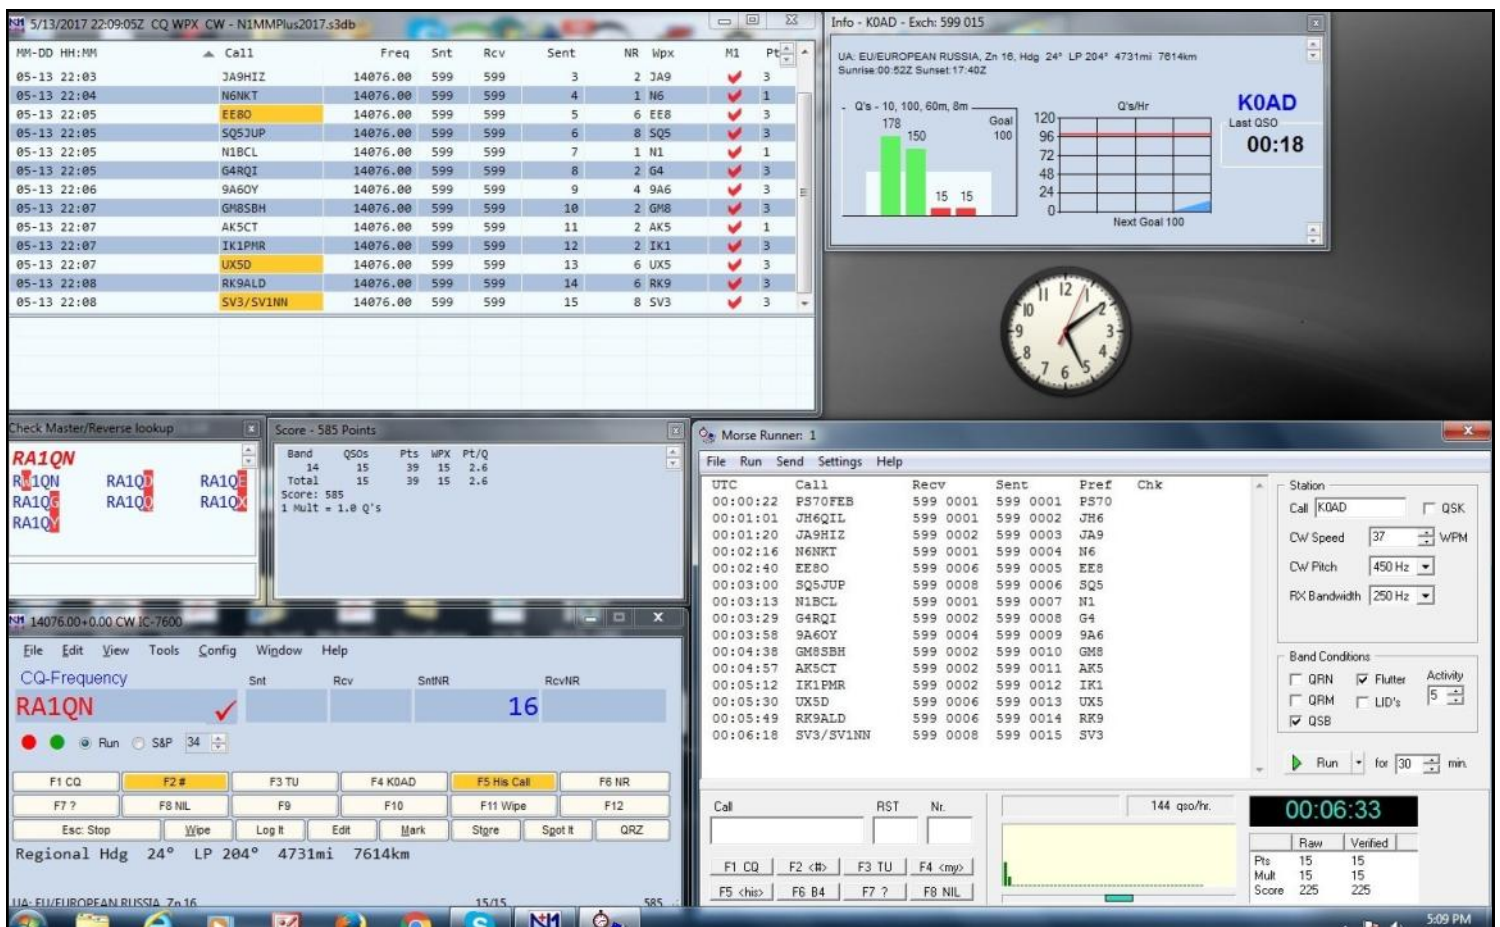 5/13/2017 22:09:05Z CQ WPX CW - N1MMPlus2017.s3db
MM-DD HH:MM Call Freq Snt Rcv Sent NR Wpx M1 Pt
05-13 22:03 JA9HIZ 14076.00 599 599 3 2 JA9 3
05-13 22:04 N6NKT 14076.00 599 599 4 1 N6 1
05-13 22:05 EE8O 14076.00 599 599 5 6 EE8 3
05-13 22:05 SQ5JUP 14076.00 599 599 6 8 SQ5 3
05-13 22:05 N1BCL 14076.00 599 599 7 1 N1 1
05-13 22:05 G4RQI 14076.00 599 599 8 2 G4 3
05-13 22:06 9A6OY 14076.00 599 599 9 4 9A6 3
05-13 22:07 GM8SBH 14076.00 599 599 10 2 GM8 3
05-13 22:07 AK5CT 14076.00 599 599 11 2 AK5 1
05-13 22:07 IK1PMR 14076.00 599 599 12 2 IK1 3
05-13 22:07 UX5D 14076.00 599 599 13 6 UX5 3
05-13 22:08 RK9ALD 14076.00 599 599 14 6 RK9 3
05-13 22:08 SV3/SV1NN 14076.00 599 599 15 8 SV3 3
Info - K0AD - Exch: 599 015
UA: EU/EUROPEAN RUSSIA, Zn 16, Hdg 24° LP 204° 4731mi 7614km
Sunrise:00:52Z Sunset:17:40Z
Q's - 10, 100, 60m, 8m
178 150 15 15
Goal
100
Q's/Hr
120
96
72
48
24
0
Next Goal 100
K0AD
Last QSO
00:18
12 1 2 3 4 5 6 7 8 9 10 11
Check Master/Reverse lookup
RA1QN
RW1QN RA1QD RA1QE
RA1QG RA1QQ RA1QX
RA1QY
Score - 585 Points
Band QSOs Pts WPX Pt/Q
14 15 39 15 2.6
Total 15 39 15 2.6
Score: 585
1 Mult = 1.0 Q's
14076.00+0.00 CW IC-7600
File Edit View Tools Config Window Help
CQ-Frequency Snt Rcv SntNR RcvNR
RA1QN 16
Run S&P 34
F1 CQ F2 # F3 TU F4 K0AD F5 His Call F6 NR
F7 ? F8 NIL F9 F10 F11 Wipe F12
Esc: Stop Wipe Log It Edit Mark Store Spot It QRZ
Regional Hdg 24° LP 204° 4731mi 7614km
UA: EU/EUROPEAN RUSSIA, Zn 16 15/15 585
Morse Runner: 1
File Run Send Settings Help
UTC Call Recv Sent Pref Chk
00:00:22 PS70FEB 599 0001 599 0001 PS70
00:01:01 JH6QIL 599 0001 599 0002 JH6
00:01:20 JA9HIZ 599 0002 599 0003 JA9
00:02:16 N6NKT 599 0001 599 0004 N6
00:02:40 EE8O 599 0006 599 0005 EE8
00:03:00 SQ5JUP 599 0008 599 0006 SQ5
00:03:13 N1BCL 599 0001 599 0007 N1
00:03:29 G4RQI 599 0002 599 0008 G4
00:03:58 9A6OY 599 0004 599 0009 9A6
00:04:38 GM8SBH 599 0002 599 0010 GM8
00:04:57 AK5CT 599 0002 599 0011 AK5
00:05:12 IK1PMR 599 0002 599 0012 IK1
00:05:30 UX5D 599 0006 599 0013 UX5
00:05:49 RK9ALD 599 0006 599 0014 RK9
00:06:18 SV3/SV1NN 599 0008 599 0015 SV3
Station
Call K0AD QSK
CW Speed 37 WPM
CW Pitch 450 Hz
RX Bandwidth 250 Hz
Band Conditions
QRN Flutter Activity
QRM LID's 5
QSB
Run for 30 min.
Call RST Nr.
F1 CQ F2 <#> F3 TU F4 <my>
F5 <his> F6 B4 F7 ? F8 NIL
144 qso/hr.
00:06:33
Raw Verified
Pts 15 15
Mult 15 15
Score 225 225
5:09 PM